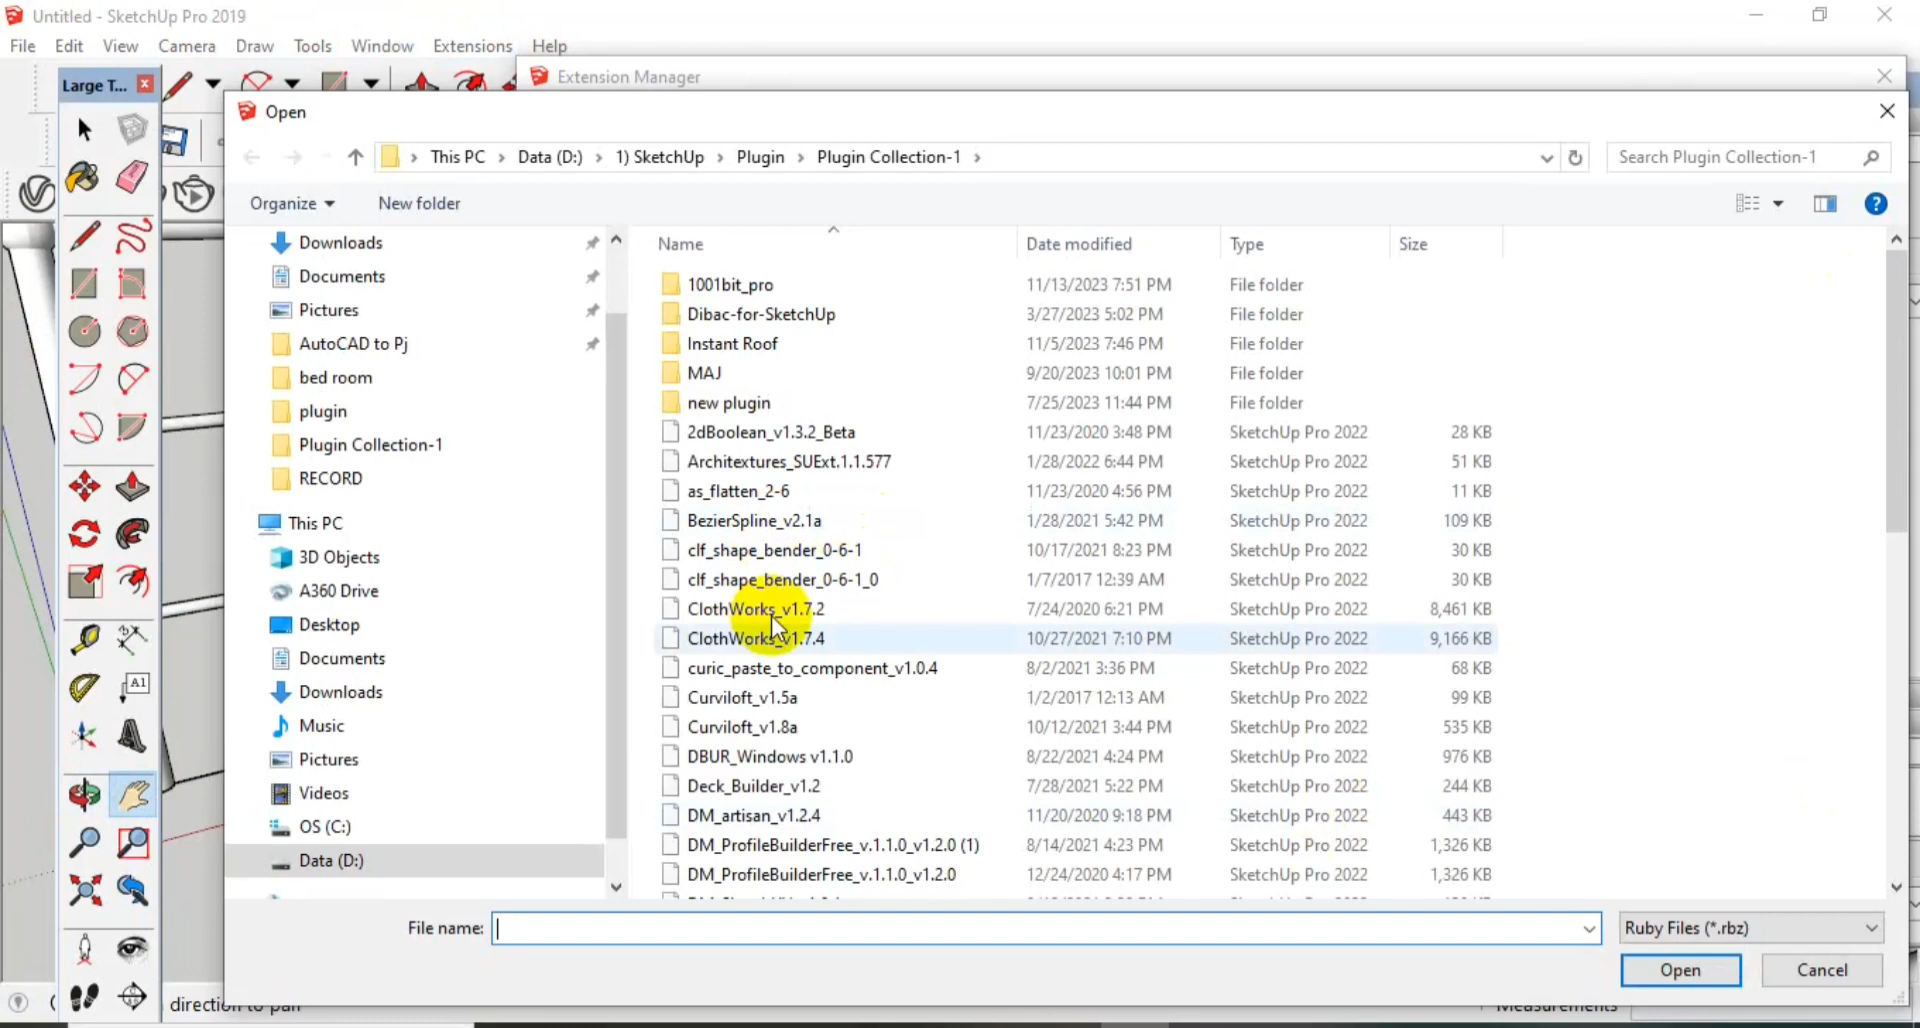 Untitled - SketchUp Pro 2019
File Edit View Camera Draw Tools Window Extensions Help
Large T...
Extension Manager
Open
This PC › Data (D:) › 1) SketchUp › Plugin › Plugin Collection-1 ›
Search Plugin Collection-1
Organize New folder
Downloads
Documents
Pictures
AutoCAD to Pj
bed room
plugin
Plugin Collection-1
RECORD
This PC
3D Objects
A360 Drive
Desktop
Documents
Downloads
Music
Pictures
Videos
OS (C:)
Data (D:)
Name Date modified Type Size
1001bit_pro 11/13/2023 7:51 PM File folder
Dibac-for-SketchUp 3/27/2023 5:02 PM File folder
Instant Roof 11/5/2023 7:46 PM File folder
MAJ 9/20/2023 10:01 PM File folder
new plugin 7/25/2023 11:44 PM File folder
2dBoolean_v1.3.2_Beta 11/23/2020 3:48 PM SketchUp Pro 2022 28 KB
Architextures_SUExt.1.1.577 1/28/2022 6:44 PM SketchUp Pro 2022 51 KB
as_flatten_2-6 11/23/2020 4:56 PM SketchUp Pro 2022 11 KB
BezierSpline_v2.1a 1/28/2021 5:42 PM SketchUp Pro 2022 109 KB
clf_shape_bender_0-6-1 10/17/2021 8:23 PM SketchUp Pro 2022 30 KB
clf_shape_bender_0-6-1_0 1/7/2017 12:39 AM SketchUp Pro 2022 30 KB
ClothWorks_v1.7.2 7/24/2020 6:21 PM SketchUp Pro 2022 8,461 KB
ClothWorks_v1.7.4 10/27/2021 7:10 PM SketchUp Pro 2022 9,166 KB
curic_paste_to_component_v1.0.4 8/2/2021 3:36 PM SketchUp Pro 2022 68 KB
Curviloft_v1.5a 1/2/2017 12:13 AM SketchUp Pro 2022 99 KB
Curviloft_v1.8a 10/12/2021 3:44 PM SketchUp Pro 2022 535 KB
DBUR_Windows v1.1.0 8/22/2021 4:24 PM SketchUp Pro 2022 976 KB
Deck_Builder_v1.2 7/28/2021 5:22 PM SketchUp Pro 2022 244 KB
DM_artisan_v1.2.4 11/20/2020 9:18 PM SketchUp Pro 2022 443 KB
DM_ProfileBuilderFree_v.1.1.0_v1.2.0 (1) 8/14/2021 4:23 PM SketchUp Pro 2022 1,326 KB
DM_ProfileBuilderFree_v.1.1.0_v1.2.0 12/24/2020 4:17 PM SketchUp Pro 2022 1,326 KB
File name: Ruby Files (*.rbz)
Open Cancel
direction to pan
Measurements